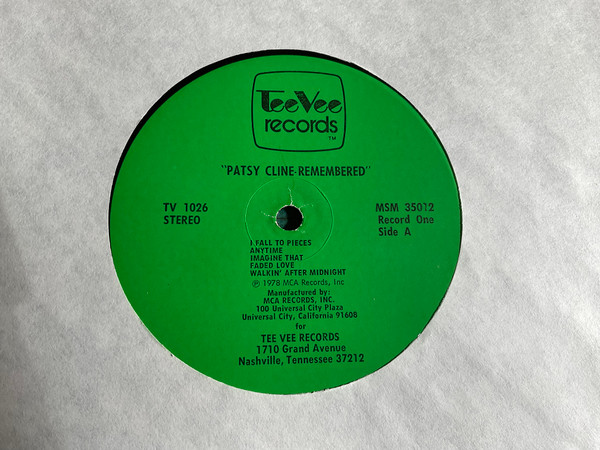 TeeVee
records
TM
"PATSY CLINE-REMEMBERED"
TV 1026
STEREO
MSM 35012
Record One
Side A
I FALL TO PIECES
ANYTIME
IMAGINE THAT
FADED LOVE
WALKIN' AFTER MIDNIGHT
℗ 1978 MCA Records, Inc
Manufactured by:
MCA RECORDS, INC.
100 Universal City Plaza
Universal City, California 91608
for
TEE VEE RECORDS
1710 Grand Avenue
Nashville, Tennessee 37212